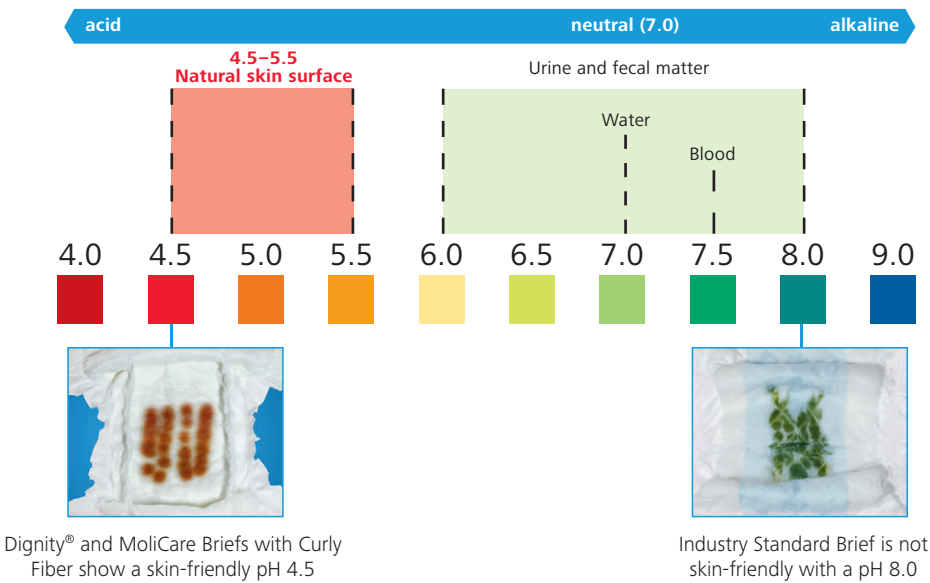 acid neutral (7.0) alkaline
4.5–5.5
Natural skin surface
Urine and fecal matter
Water
Blood
4.0 4.5 5.0 5.5 6.0 6.5 7.0 7.5 8.0 9.0
Dignity® and MoliCare Briefs with Curly
Fiber show a skin-friendly pH 4.5
Industry Standard Brief is not
skin-friendly with a pH 8.0